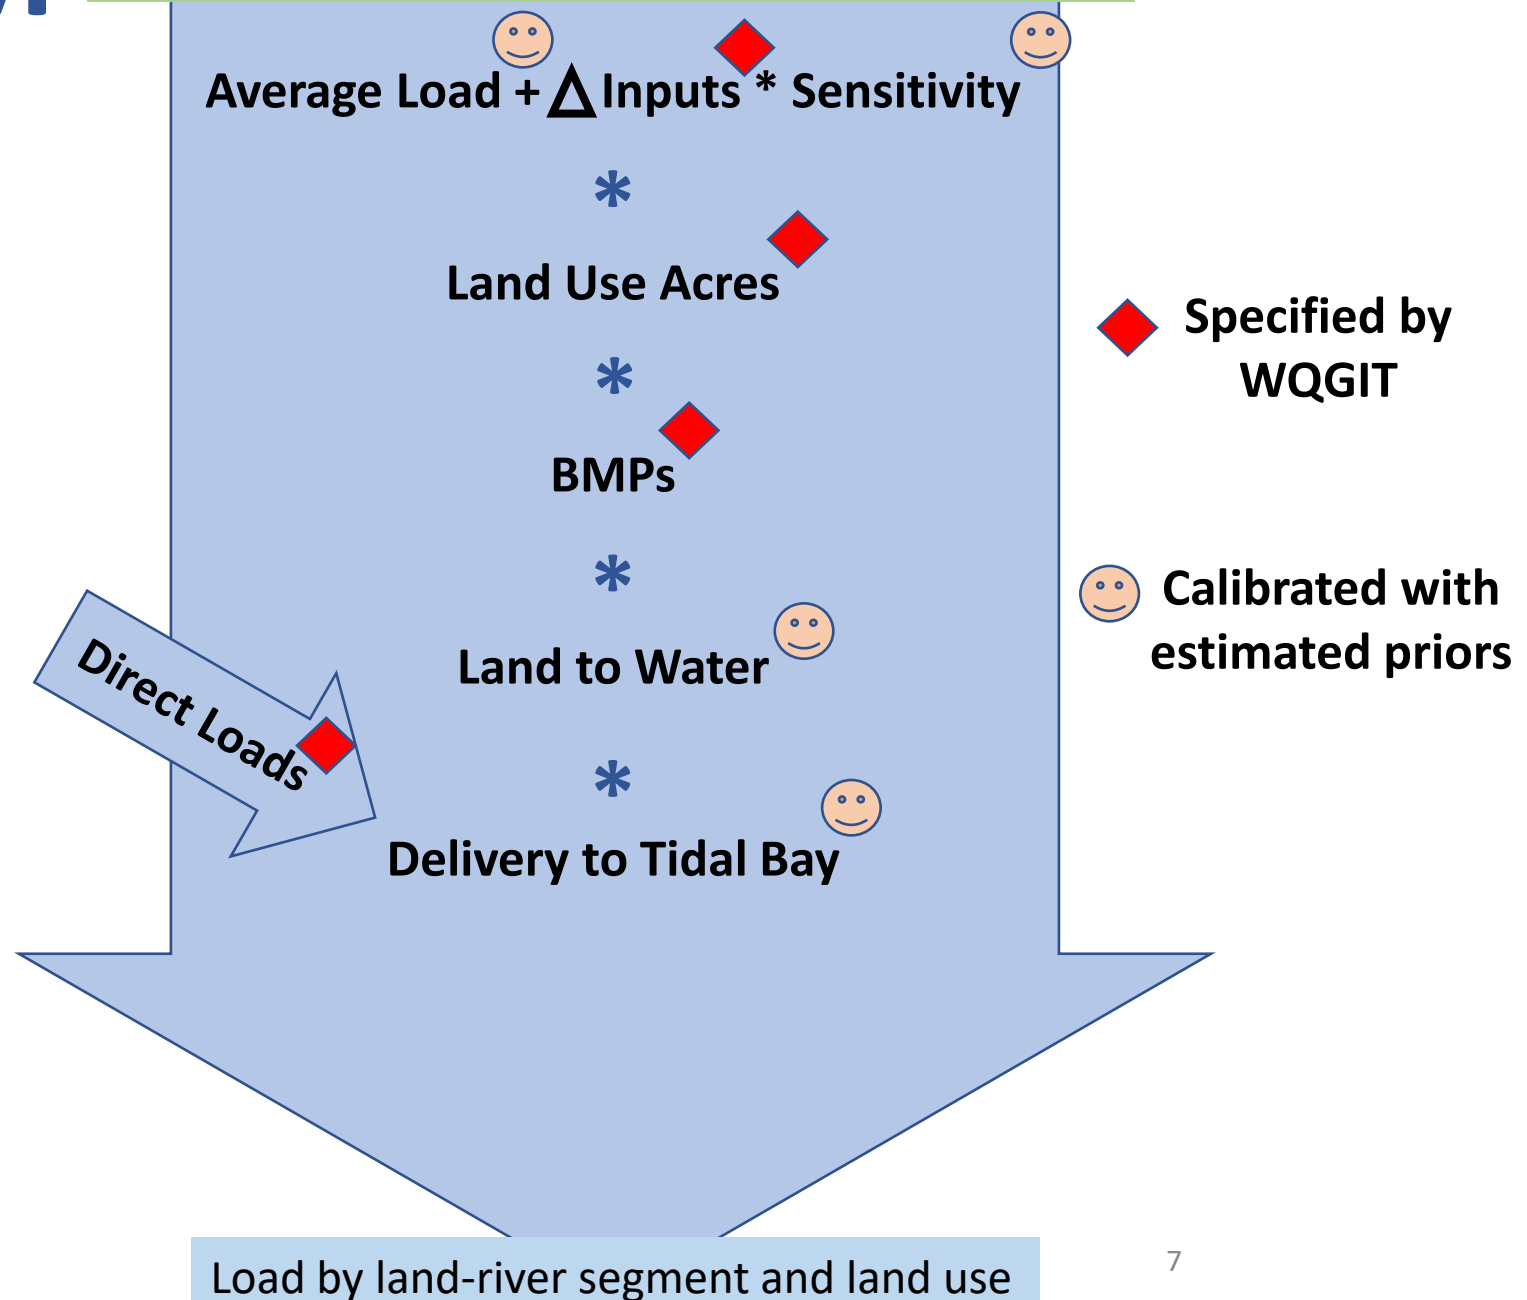 Average Load + Δ Inputs * Sensitivity
*
Land Use Acres
*
BMPs
*
Land to Water
*
Delivery to Tidal Bay
Direct Loads
Specified by
WQGIT
Calibrated with
estimated priors
Load by land-river segment and land use
7